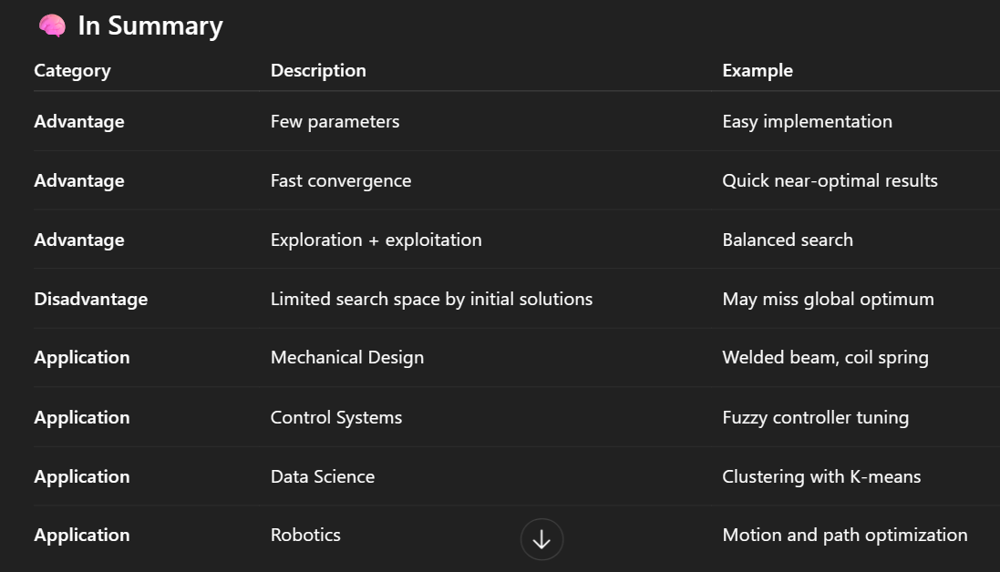 🧠 In Summary
Category Description Example
Advantage Few parameters Easy implementation
Advantage Fast convergence Quick near-optimal results
Advantage Exploration + exploitation Balanced search
Disadvantage Limited search space by initial solutions May miss global optimum
Application Mechanical Design Welded beam, coil spring
Application Control Systems Fuzzy controller tuning
Application Data Science Clustering with K-means
Application Robotics Motion and path optimization